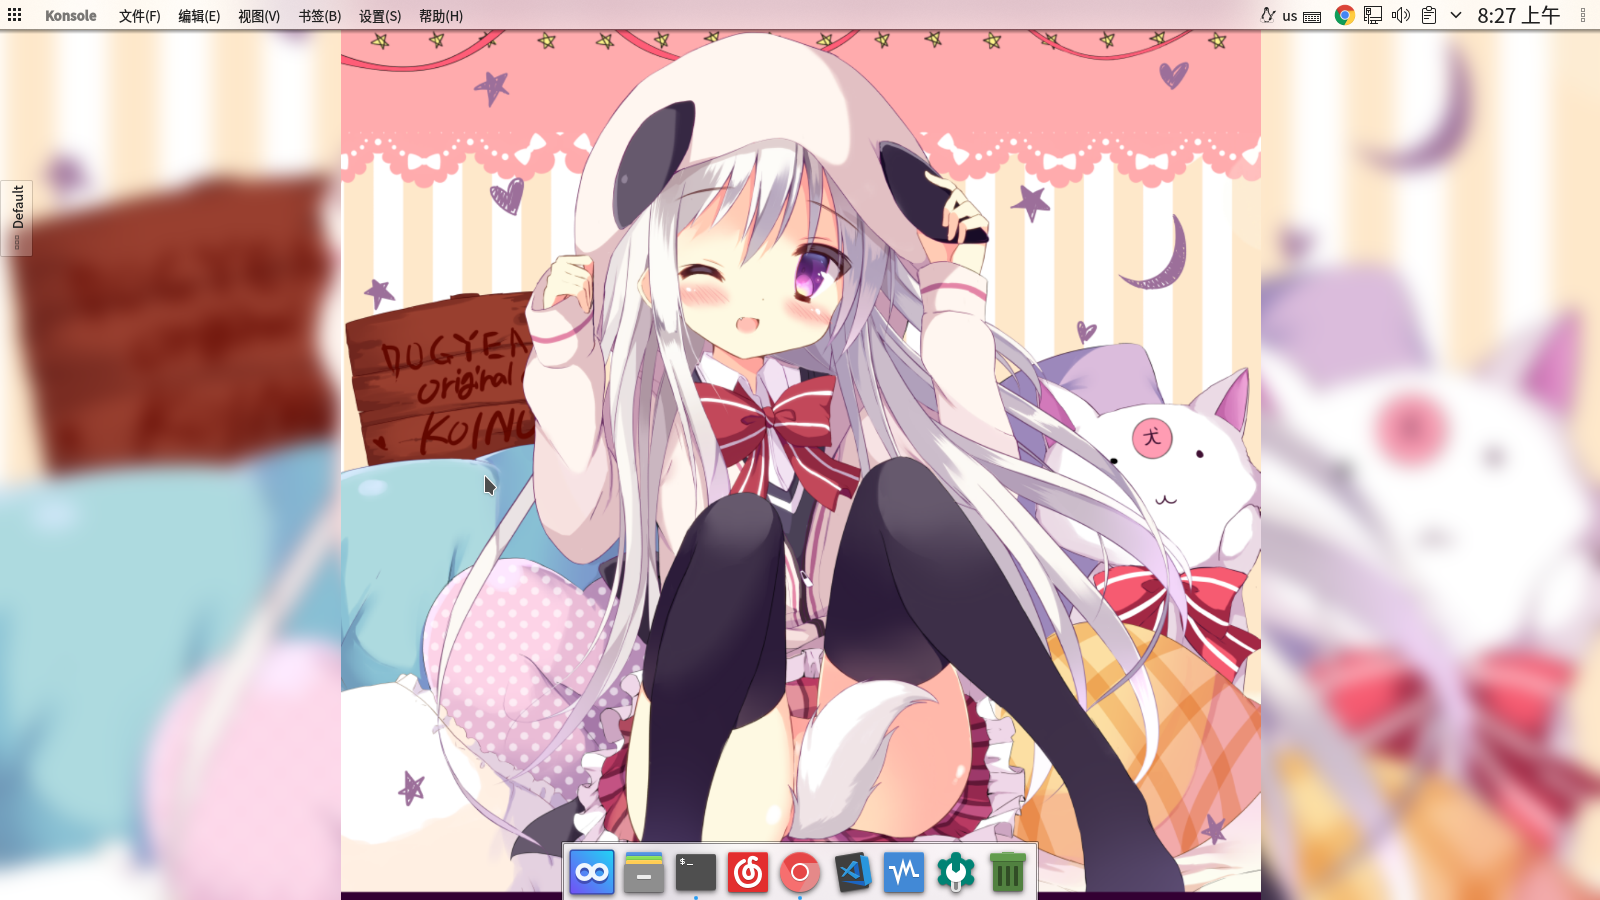 Konsole 文件(F) 编辑(E) 视图(V) 书签(B) 设置(S) 帮助(H) us 8:27 上午
Default
DOGYEA
original
KOINU
犬
$_